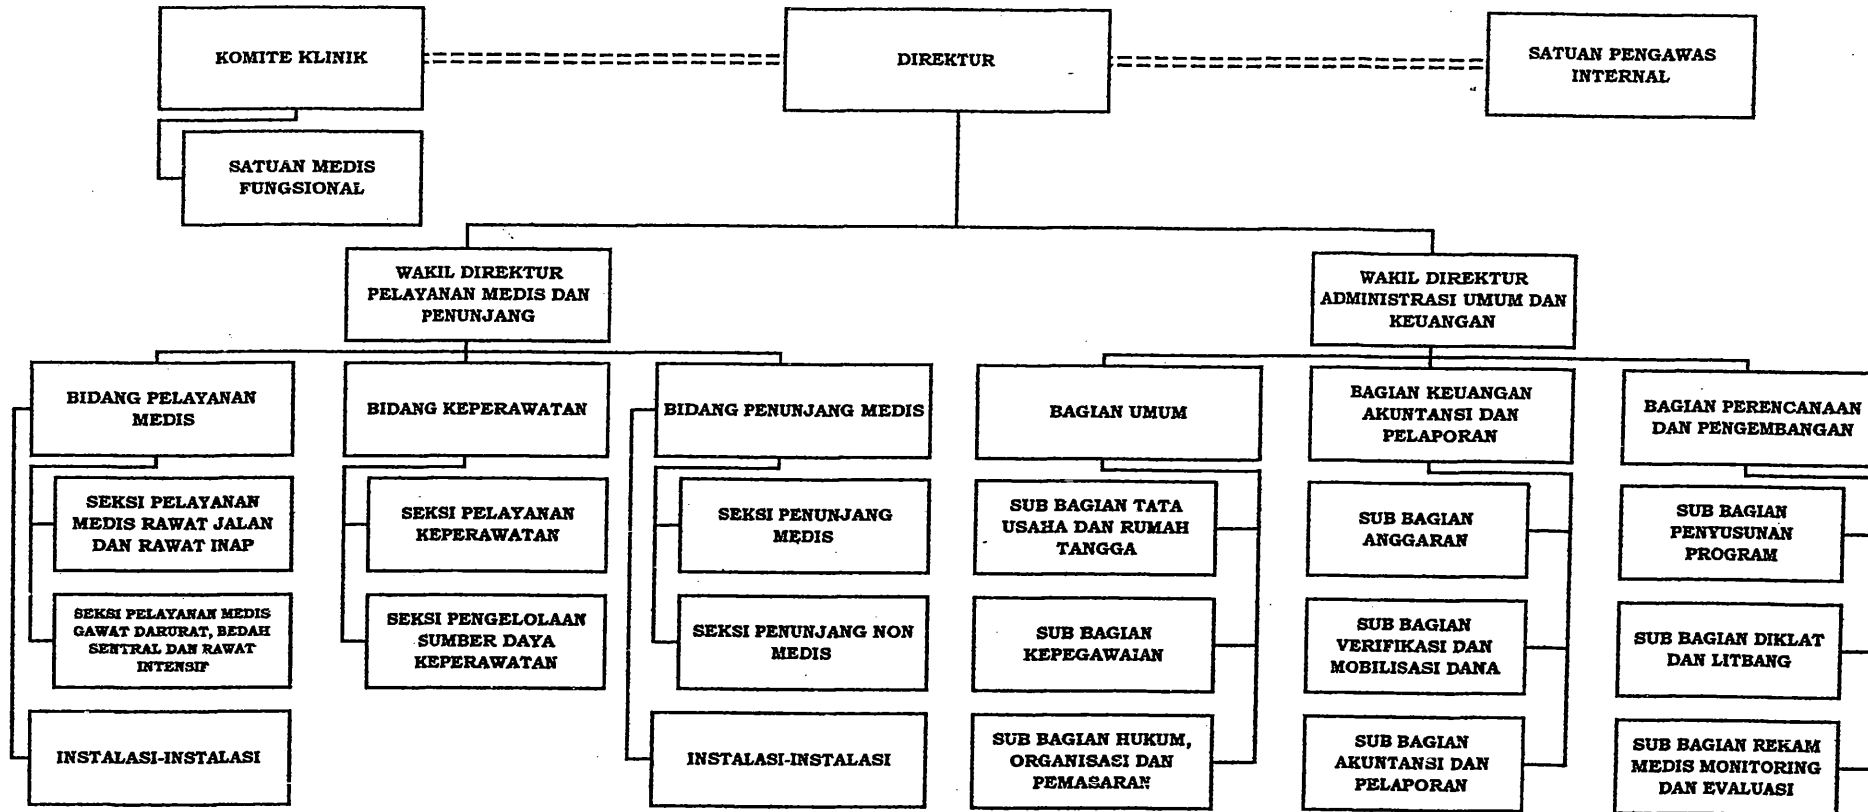 KOMITE KLINIK
DIREKTUR
SATUAN PENGAWAS
INTERNAL
SATUAN MEDIS
FUNGSIONAL
WAKIL DIREKTUR
PELAYANAN MEDIS DAN
PENUNJANG
WAKIL DIREKTUR
ADMINISTRASI UMUM DAN
KEUANGAN
BIDANG PELAYANAN
MEDIS
BIDANG KEPERAWATAN
BIDANG PENUNJANG MEDIS
BAGIAN UMUM
BAGIAN KEUANGAN
AKUNTANSI DAN
PELAPORAN
BAGIAN PERENCANAAN
DAN PENGEMBANGAN
SEKSI PELAYANAN
MEDIS RAWAT JALAN
DAN RAWAT INAP
SEKSI PELAYANAN
KEPERAWATAN
SEKSI PENUNJANG
MEDIS
SUB BAGIAN TATA
USAHA DAN RUMAH
TANGGA
SUB BAGIAN
ANGGARAN
SUB BAGIAN
PENYUSUNAN
PROGRAM
SEKSI PELAYANAN MEDIS
GAWAT DARURAT, BEDAH
SENTRAL DAN RAWAT
INTENSIF
SEKSI PENGELOLAAN
SUMBER DAYA
KEPERAWATAN
SEKSI PENUNJANG NON
MEDIS
SUB BAGIAN
KEPEGAWAIAN
SUB BAGIAN
VERIFIKASI DAN
MOBILISASI DANA
SUB BAGIAN DIKLAT
DAN LITBANG
INSTALASI-INSTALASI
INSTALASI-INSTALASI
SUB BAGIAN HUKUM,
ORGANISASI DAN
PEMASARAN
SUB BAGIAN
AKUNTANSI DAN
PELAPORAN
SUB BAGIAN REKAM
MEDIS MONITORING
DAN EVALUASI